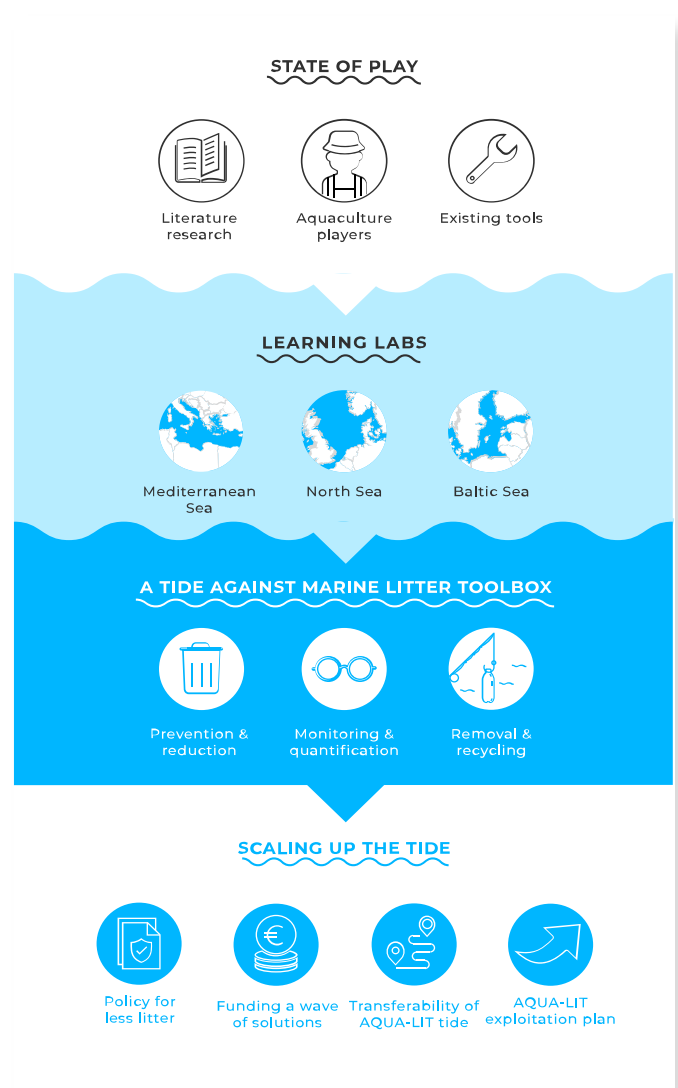 STATE OF PLAY
Literature
research
Aquaculture
players
Existing tools
LEARNING LABS
Mediterranean
Sea
North Sea
Baltic Sea
A TIDE AGAINST MARINE LITTER TOOLBOX
Prevention &
reduction
Monitoring &
quantification
Removal &
recycling
SCALING UP THE TIDE
€
Policy for
less litter
Funding a wave
of solutions
Transferability of
AQUA-LIT tide
AQUA-LIT
exploitation plan